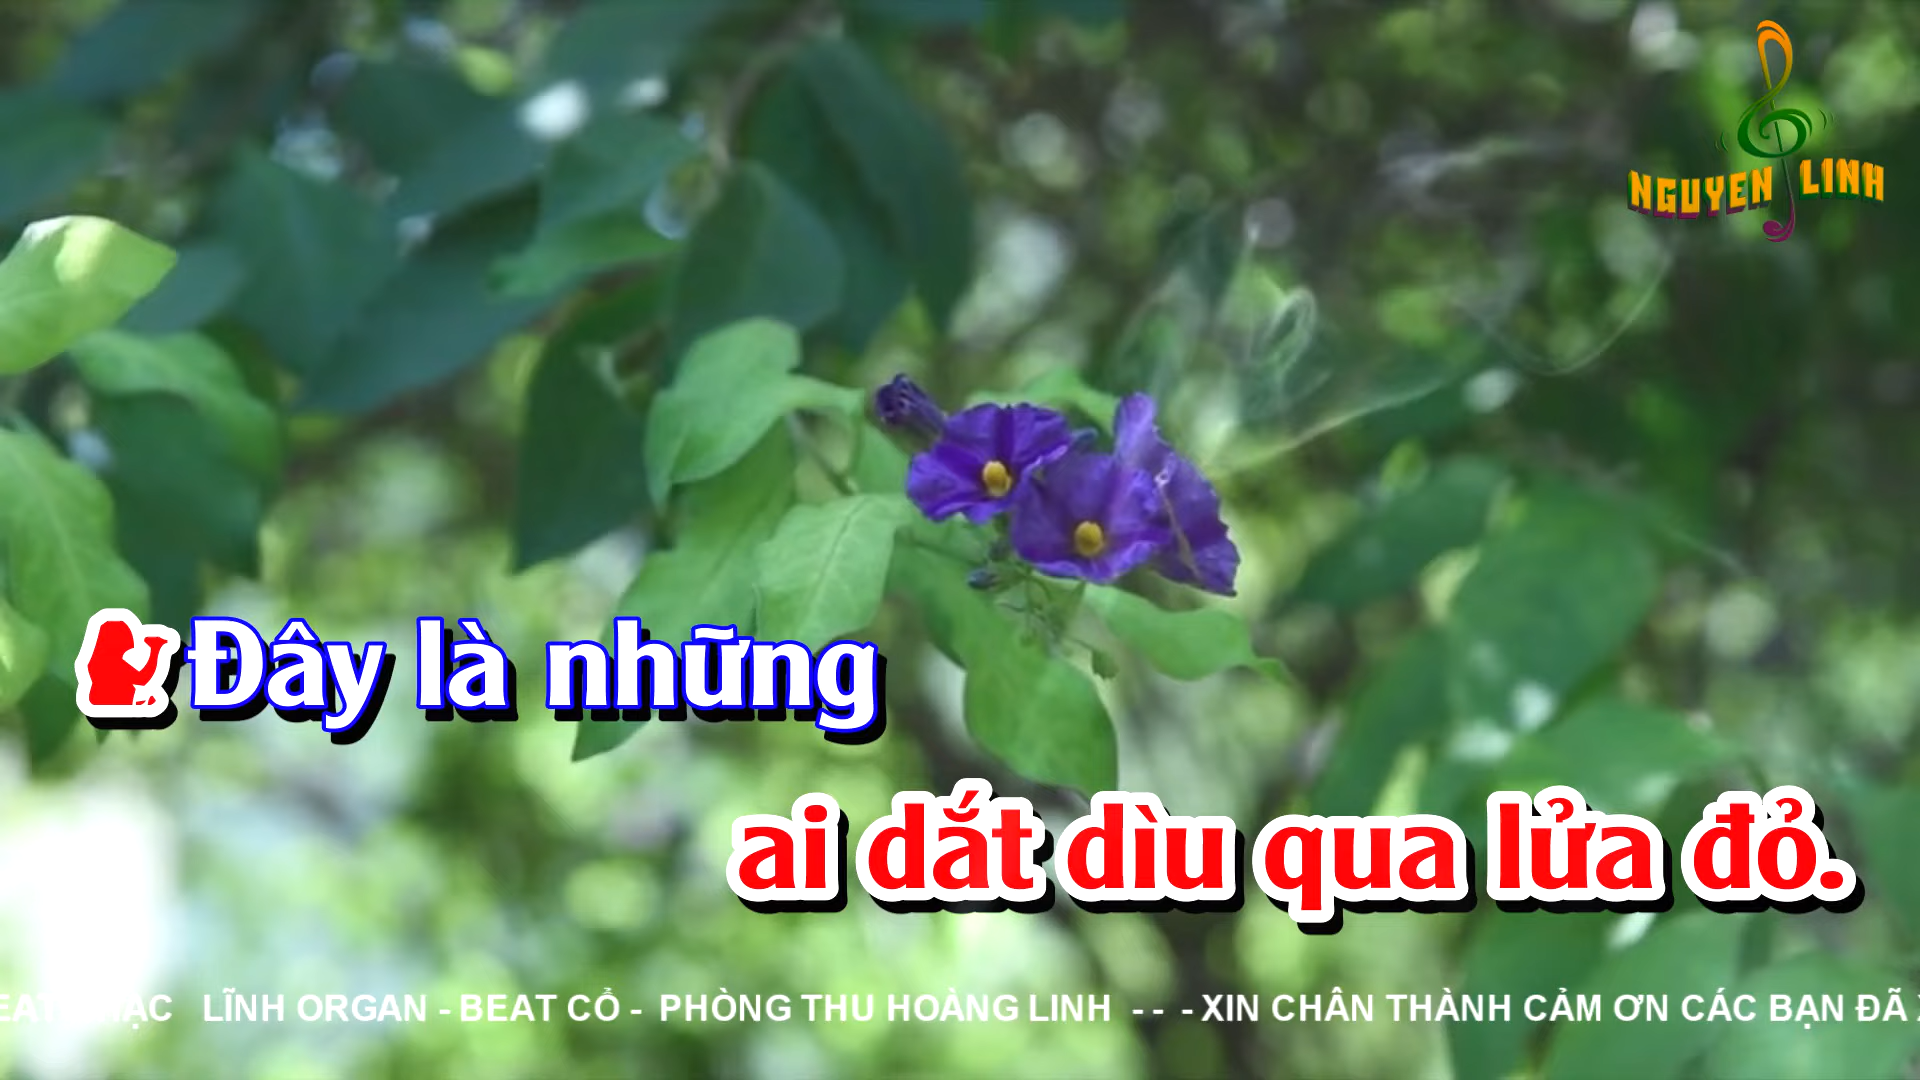 NGUYEN LINH
Đây là những
ai dắt dìu qua lửa đỏ.
LĨNH ORGAN - BEAT CỔ - PHÒNG THU HOÀNG LINH - - - XIN CHÂN THÀNH CẢM ƠN CÁC BẠN ĐÃ